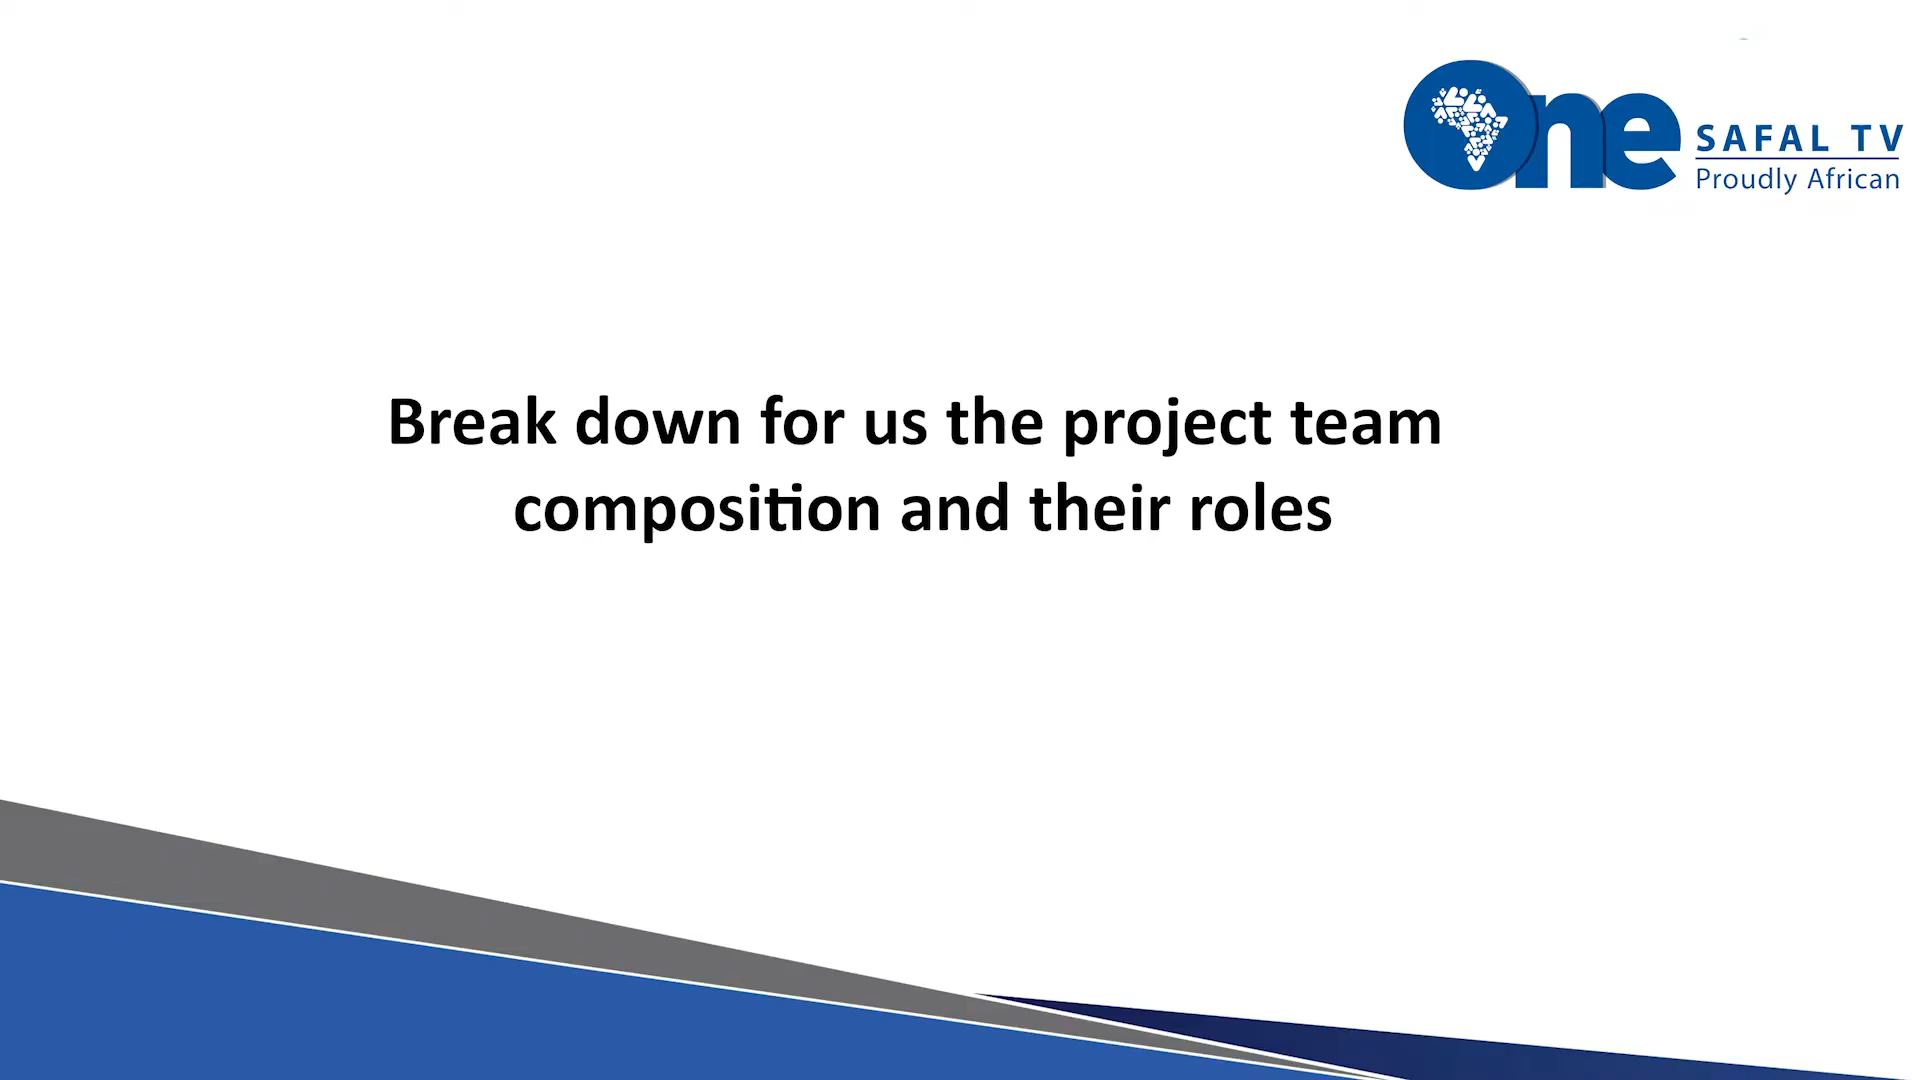 One
SAFAL TV
Proudly African
Break down for us the project team
composition and their roles